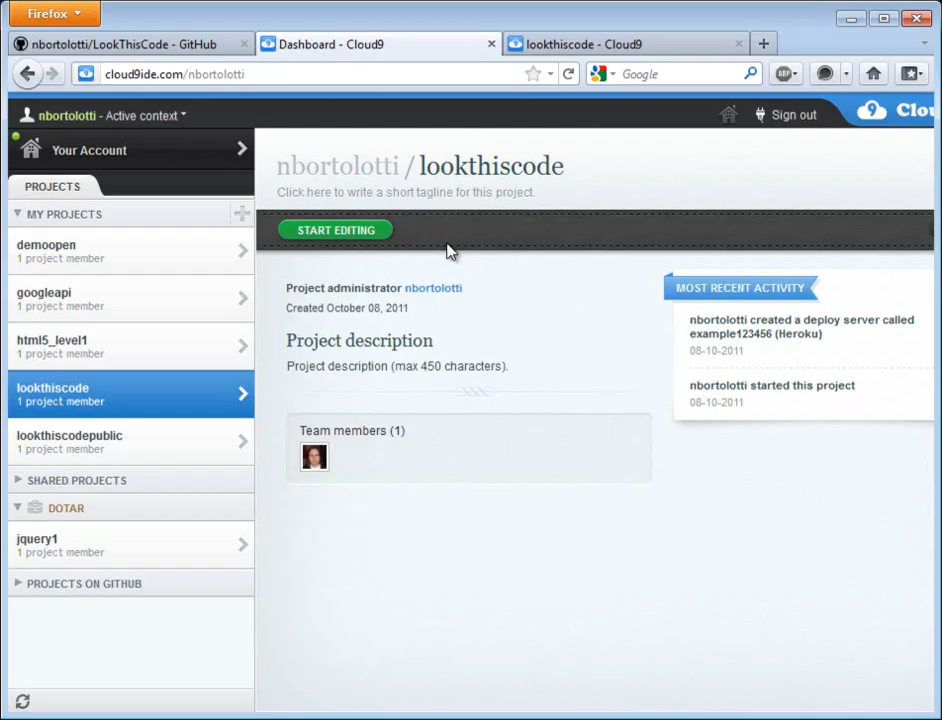 Firefox
nbortolotti/LookThisCode - GitHub
Dashboard - Cloud9
lookthiscode - Cloud9
cloud9ide.com/nbortolotti
Google
ABP
nbortolotti - Active context
Sign out
9
Clou
Your Account
PROJECTS
MY PROJECTS
demoopen
1 project member
googleapi
1 project member
html5_level1
1 project member
lookthiscode
1 project member
lookthiscodepublic
1 project member
SHARED PROJECTS
DOTAR
jquery1
1 project member
PROJECTS ON GITHUB
nbortolotti / lookthiscode
Click here to write a short tagline for this project.
START EDITING
Project administrator nbortolotti
Created October 08, 2011
Project description
Project description (max 450 characters).
Team members (1)
MOST RECENT ACTIVITY
nbortolotti created a deploy server called
example123456 (Heroku)
08-10-2011
nbortolotti started this project
08-10-2011